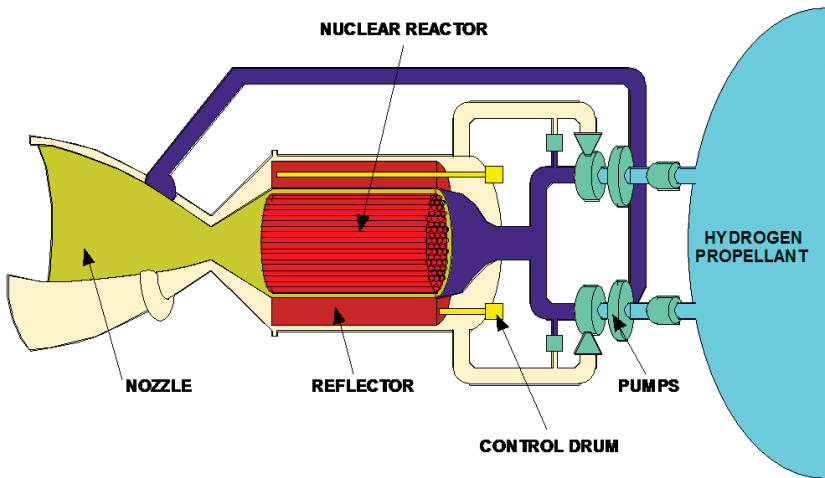 NUCLEAR REACTOR
HYDROGEN
PROPELLANT
NOZZLE
REFLECTOR
PUMPS
CONTROL DRUM